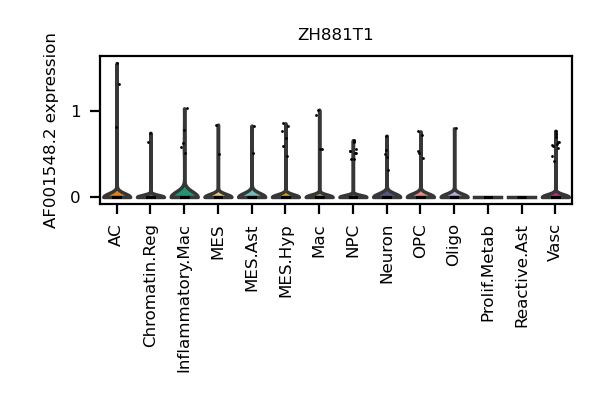 ZH881T1
AF001548.2 expression
1
0
AC
Chromatin.Reg
Inflammatory.Mac
MES
MES.Ast
MES.Hyp
Mac
NPC
Neuron
OPC
Oligo
Prolif.Metab
Reactive.Ast
Vasc